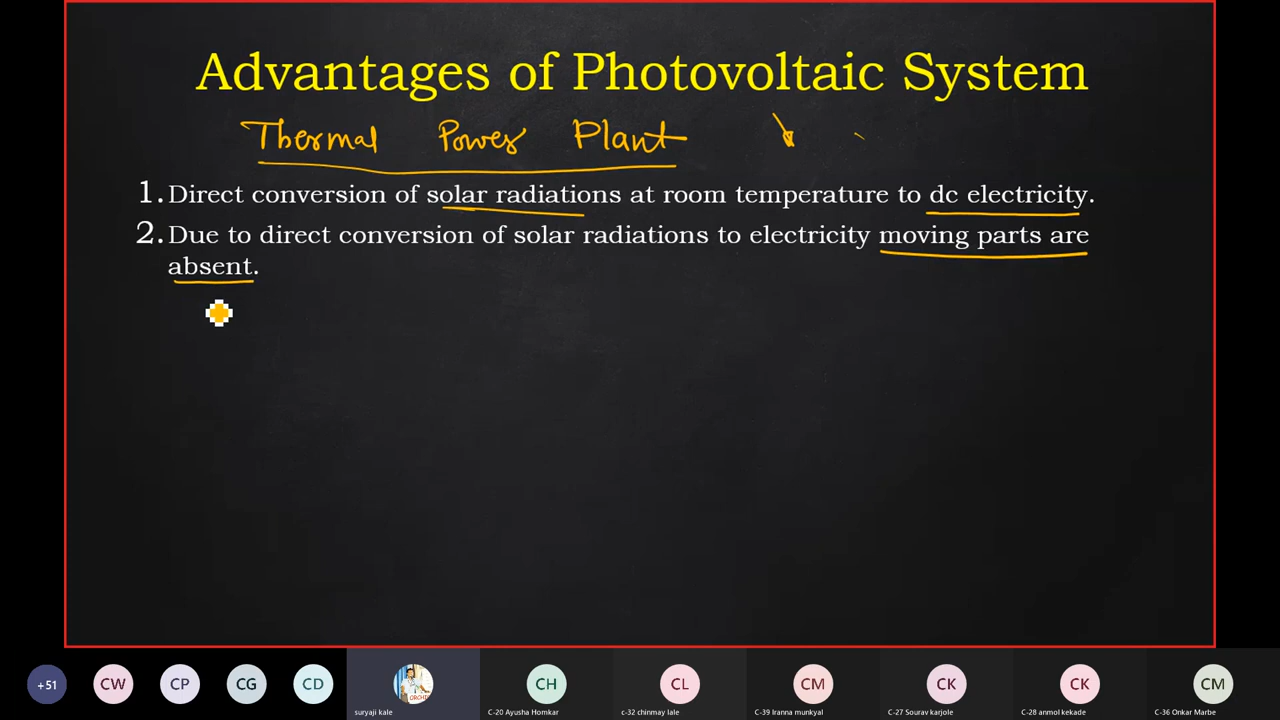 Advantages of Photovoltaic System
Thermal Power Plant
1. Direct conversion of solar radiations at room temperature to dc electricity.
2. Due to direct conversion of solar radiations to electricity moving parts are
absent.
+51 CW CP CG CD ORCHI CH CL CM CK CK CM
suryaji kale C-20 Ayusha Homkar c-32 chinmay lale C-39 Iranna munkyal C-27 Sourav karjole C-28 anmol kekade C-36 Onkar Marbe